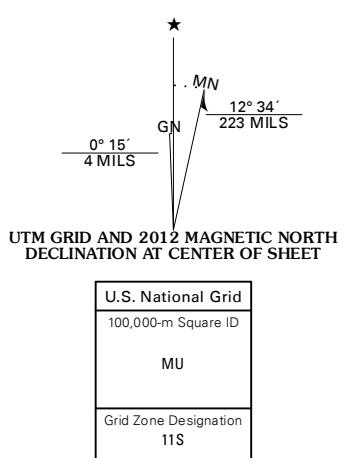 ★
MN
12° 34´
223 MILS
GN
0° 15´
4 MILS
UTM GRID AND 2012 MAGNETIC NORTH
DECLINATION AT CENTER OF SHEET
U.S. National Grid
100,000-m Square ID
MU
Grid Zone Designation
11S